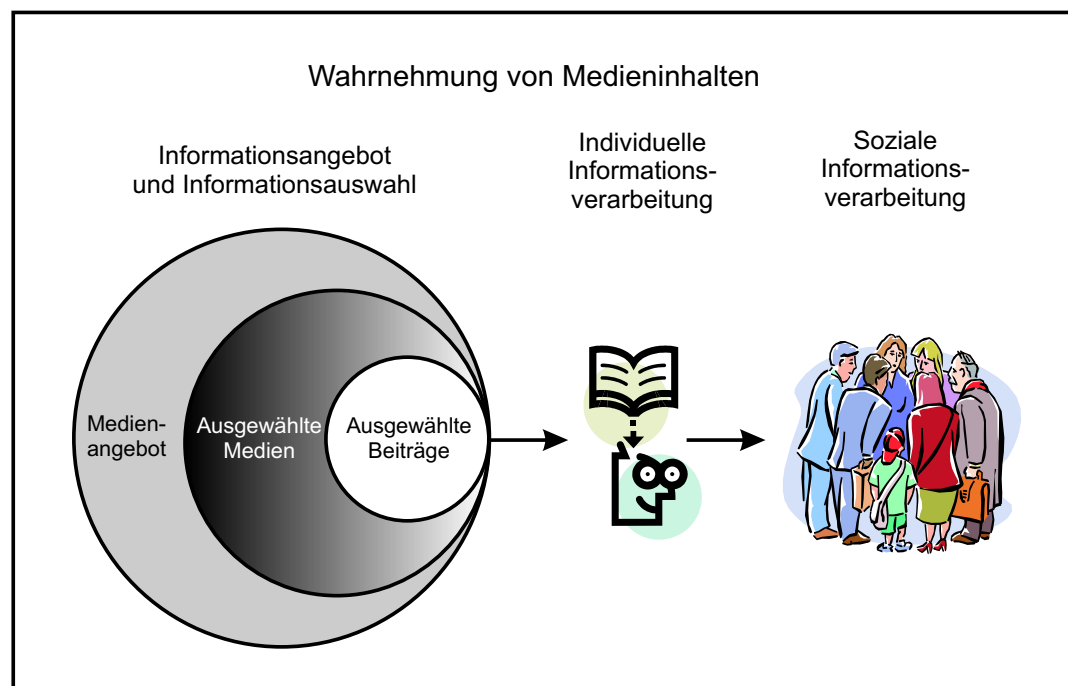 Wahrnehmung von Medieninhalten
Informationsangebot
und Informationsauswahl
Individuelle
Informations-
verarbeitung
Soziale
Informations-
verarbeitung
Medien-
angebot
Ausgewählte
Medien
Ausgewählte
Beiträge